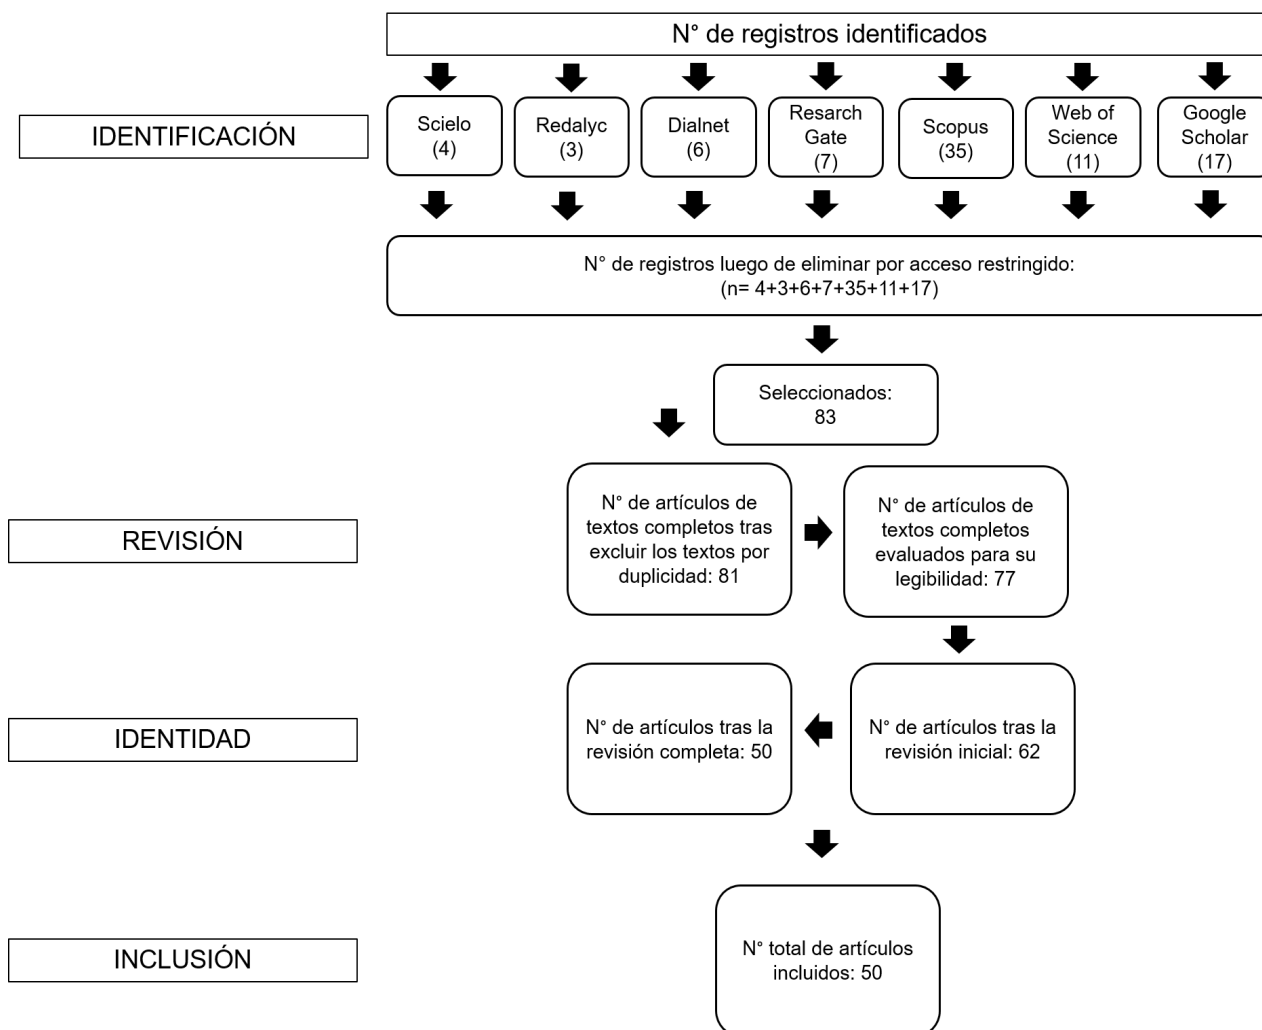 N° de registros identificados
IDENTIFICACIÓN
Scielo
(4)
Redalyc
(3)
Dialnet
(6)
Resarch
Gate
(7)
Scopus
(35)
Web of
Science
(11)
Google
Scholar
(17)
N° de registros luego de eliminar por acceso restringido:
(n= 4+3+6+7+35+11+17)
Seleccionados:
83
REVISIÓN
N° de artículos de
textos completos tras
excluir los textos por
duplicidad: 81
N° de artículos de
textos completos
evaluados para su
legibilidad: 77
IDENTIDAD
N° de artículos tras la
revisión completa: 50
N° de artículos tras la
revisión inicial: 62
INCLUSIÓN
N° total de artículos
incluidos: 50